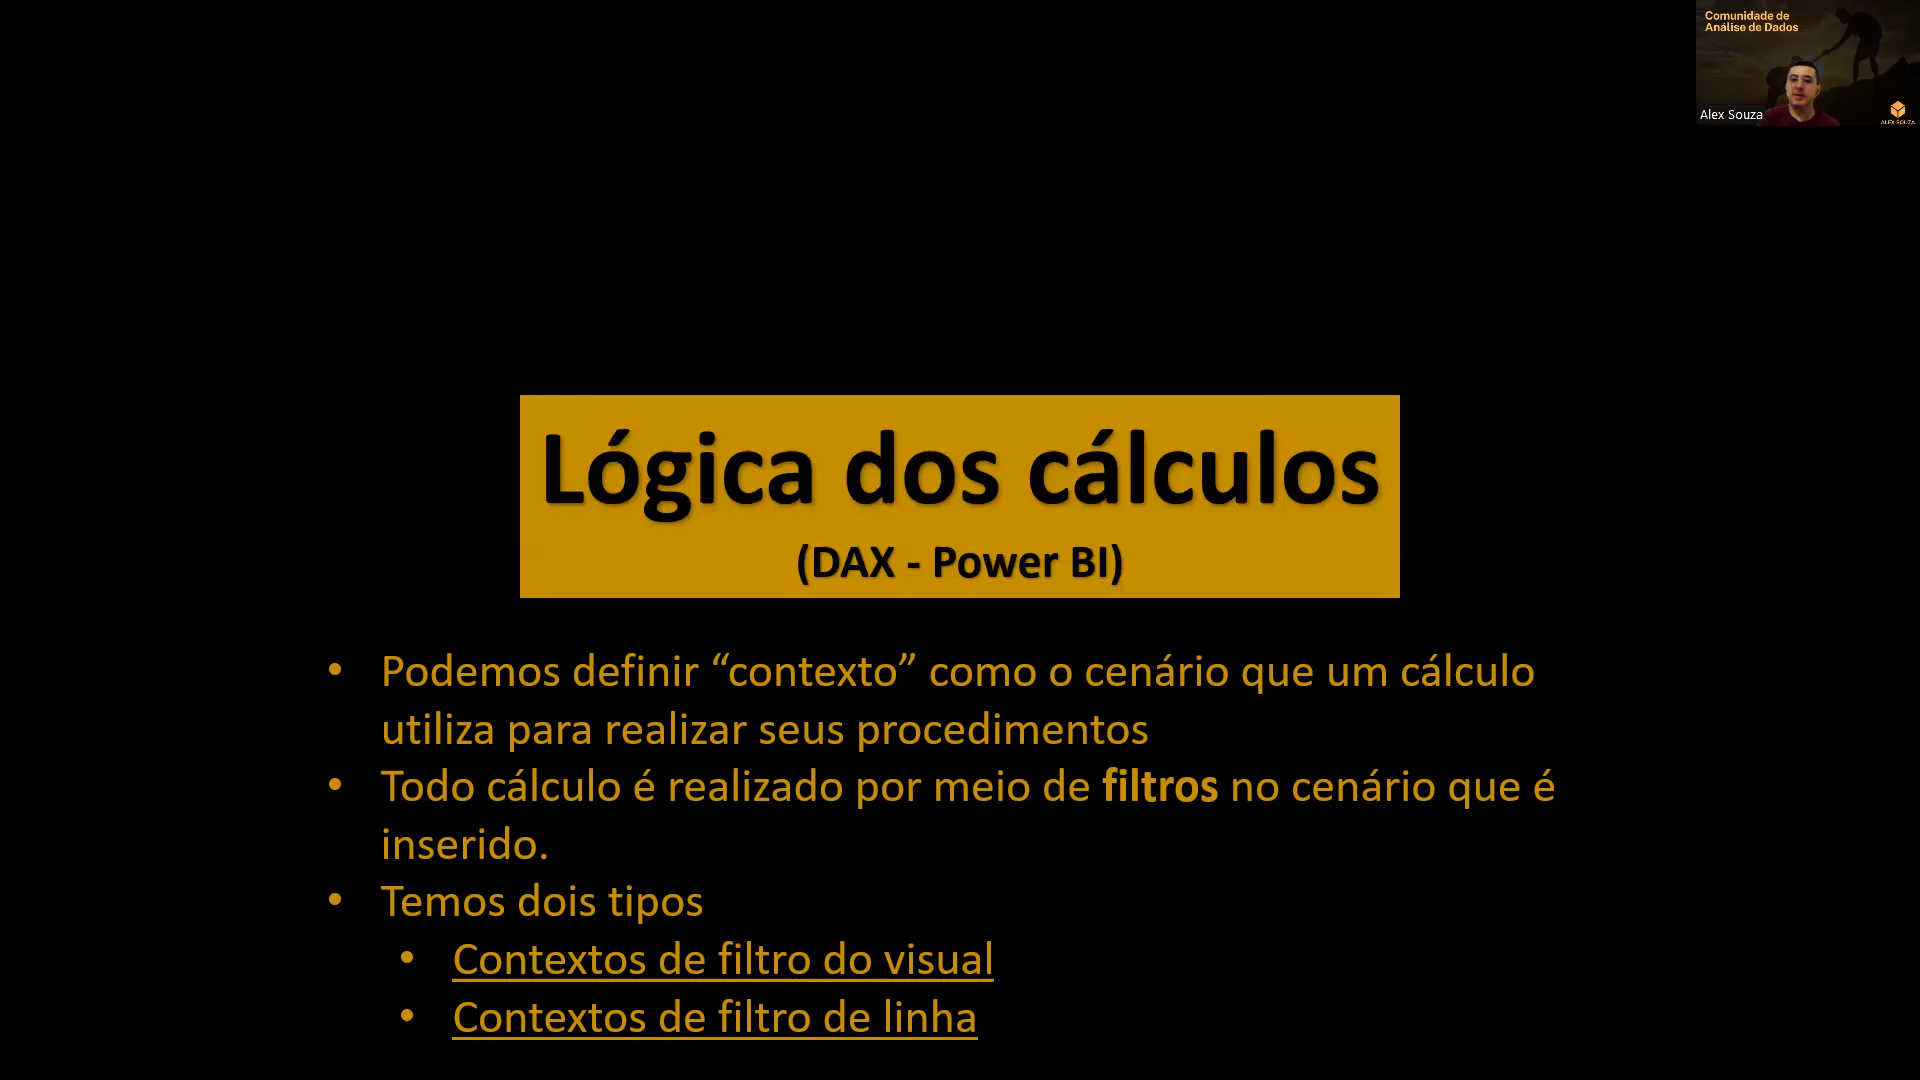 Comunidade de
Análise de Dados
Alex Souza
ALEX SOUZA
Lógica dos cálculos
(DAX - Power BI)
• Podemos definir “contexto” como o cenário que um cálculo
utiliza para realizar seus procedimentos
• Todo cálculo é realizado por meio de filtros no cenário que é
inserido.
• Temos dois tipos
• Contextos de filtro do visual
• Contextos de filtro de linha